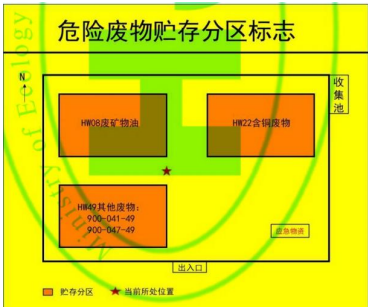 危险废物贮存分区标志
N
收集池
HW08废矿物油
HW22含铜废物
HW49其他废物:
900-041-49
900-047-49
应急物资
出入口
贮存分区
当前所处位置
Ministry of Ecology